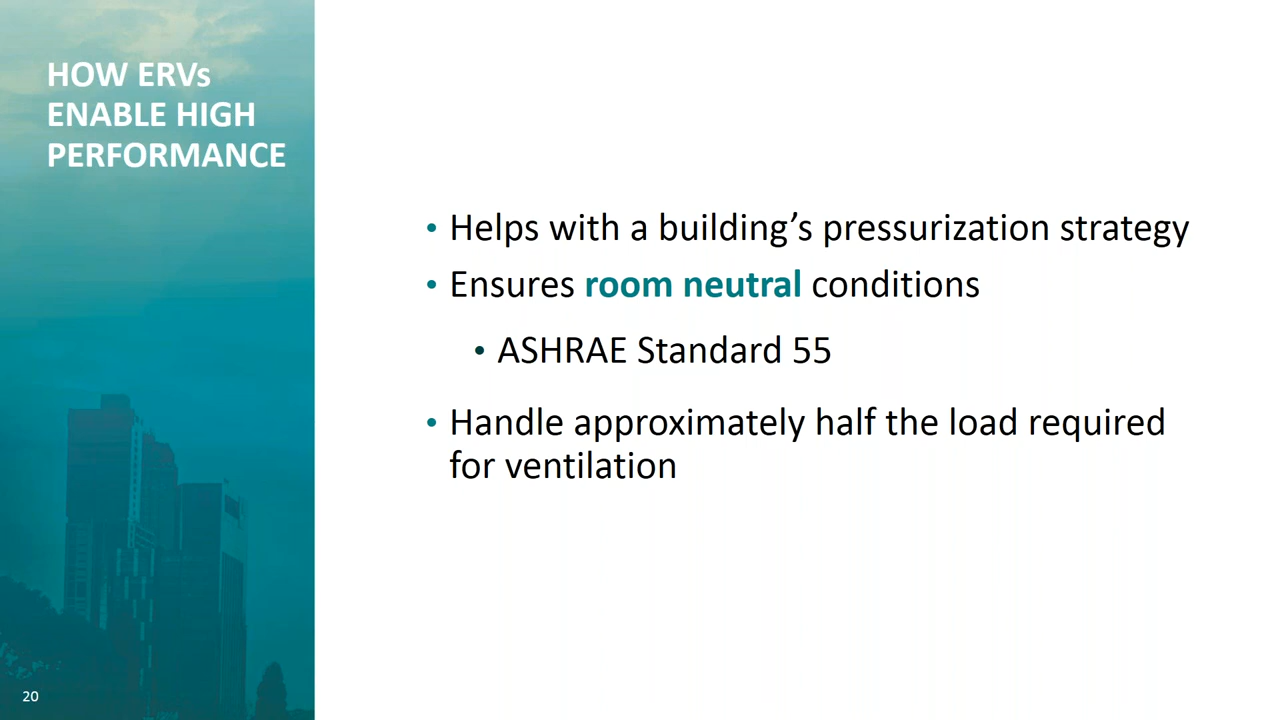 HOW ERVs
ENABLE HIGH
PERFORMANCE
• Helps with a building’s pressurization strategy
• Ensures room neutral conditions
• ASHRAE Standard 55
• Handle approximately half the load required
for ventilation
20